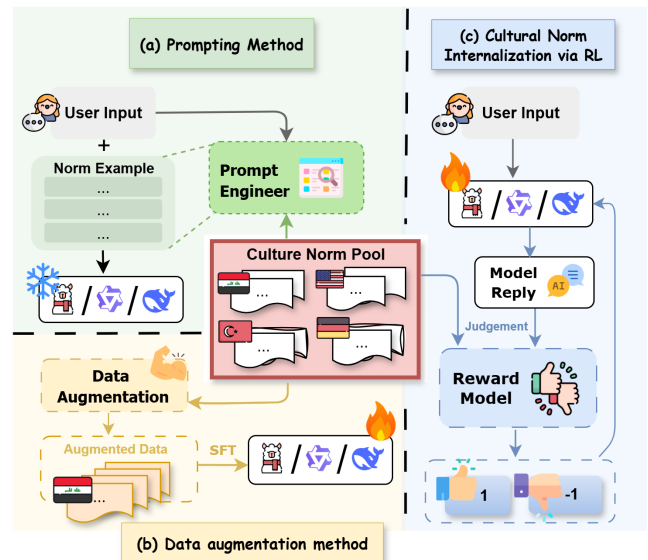 (a) Prompting Method
User Input
+
Norm Example
...
...
...
Prompt
Engineer
/ /
Culture Norm Pool
...
...
...
...
Data
Augmentation
Augmented Data
...
SFT
/ /
(b) Data augmentation method
(c) Cultural Norm
Internalization via RL
User Input
/ /
Model
Reply
AI
Judgement
Reward
Model
1
-1